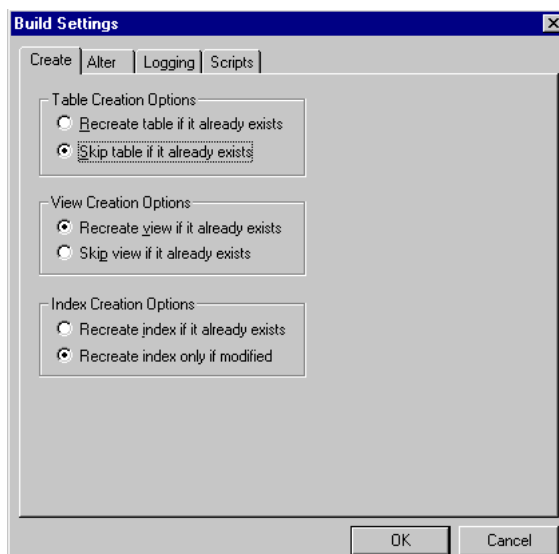 Build Settings
Create Alter Logging Scripts
Table Creation Options
Recreate table if it already exists
Skip table if it already exists
View Creation Options
Recreate view if it already exists
Skip view if it already exists
Index Creation Options
Recreate index if it already exists
Recreate index only if modified
OK Cancel